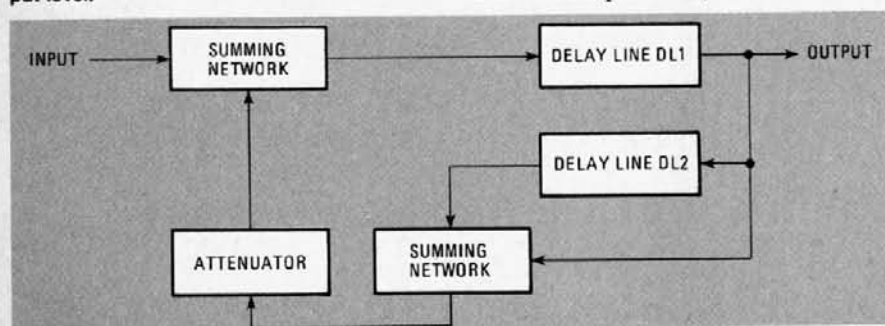 INPUT
SUMMING
NETWORK
DELAY LINE DL1
OUTPUT
DELAY LINE DL2
ATTENUATOR
SUMMING
NETWORK